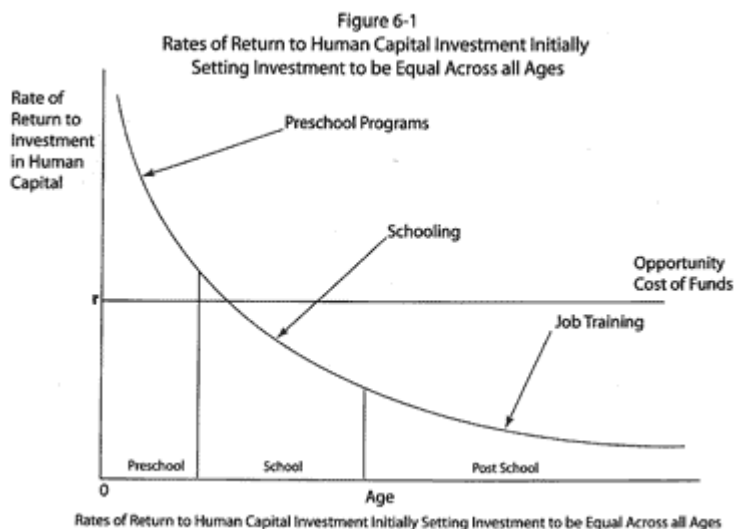 Figure 6-1
Rates of Return to Human Capital Investment Initially
Setting Investment to be Equal Across all Ages
Rate of
Return to
Investment
in Human
Capital
Preschool Programs
Schooling
Opportunity
Cost of Funds
r
Job Training
Preschool
School
Post School
0
Age
Rates of Return to Human Capital Investment Initially Setting Investment to be Equal Across all Ages